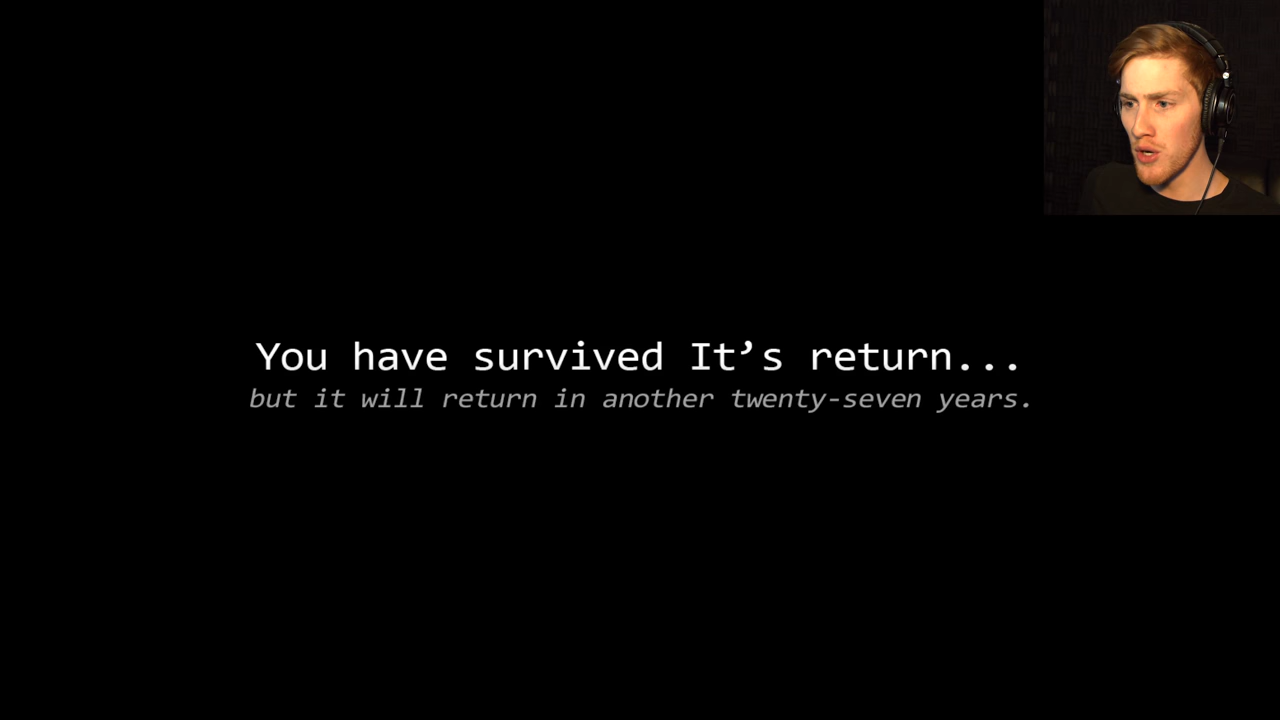 You have survived It’s return...
but it will return in another twenty-seven years.